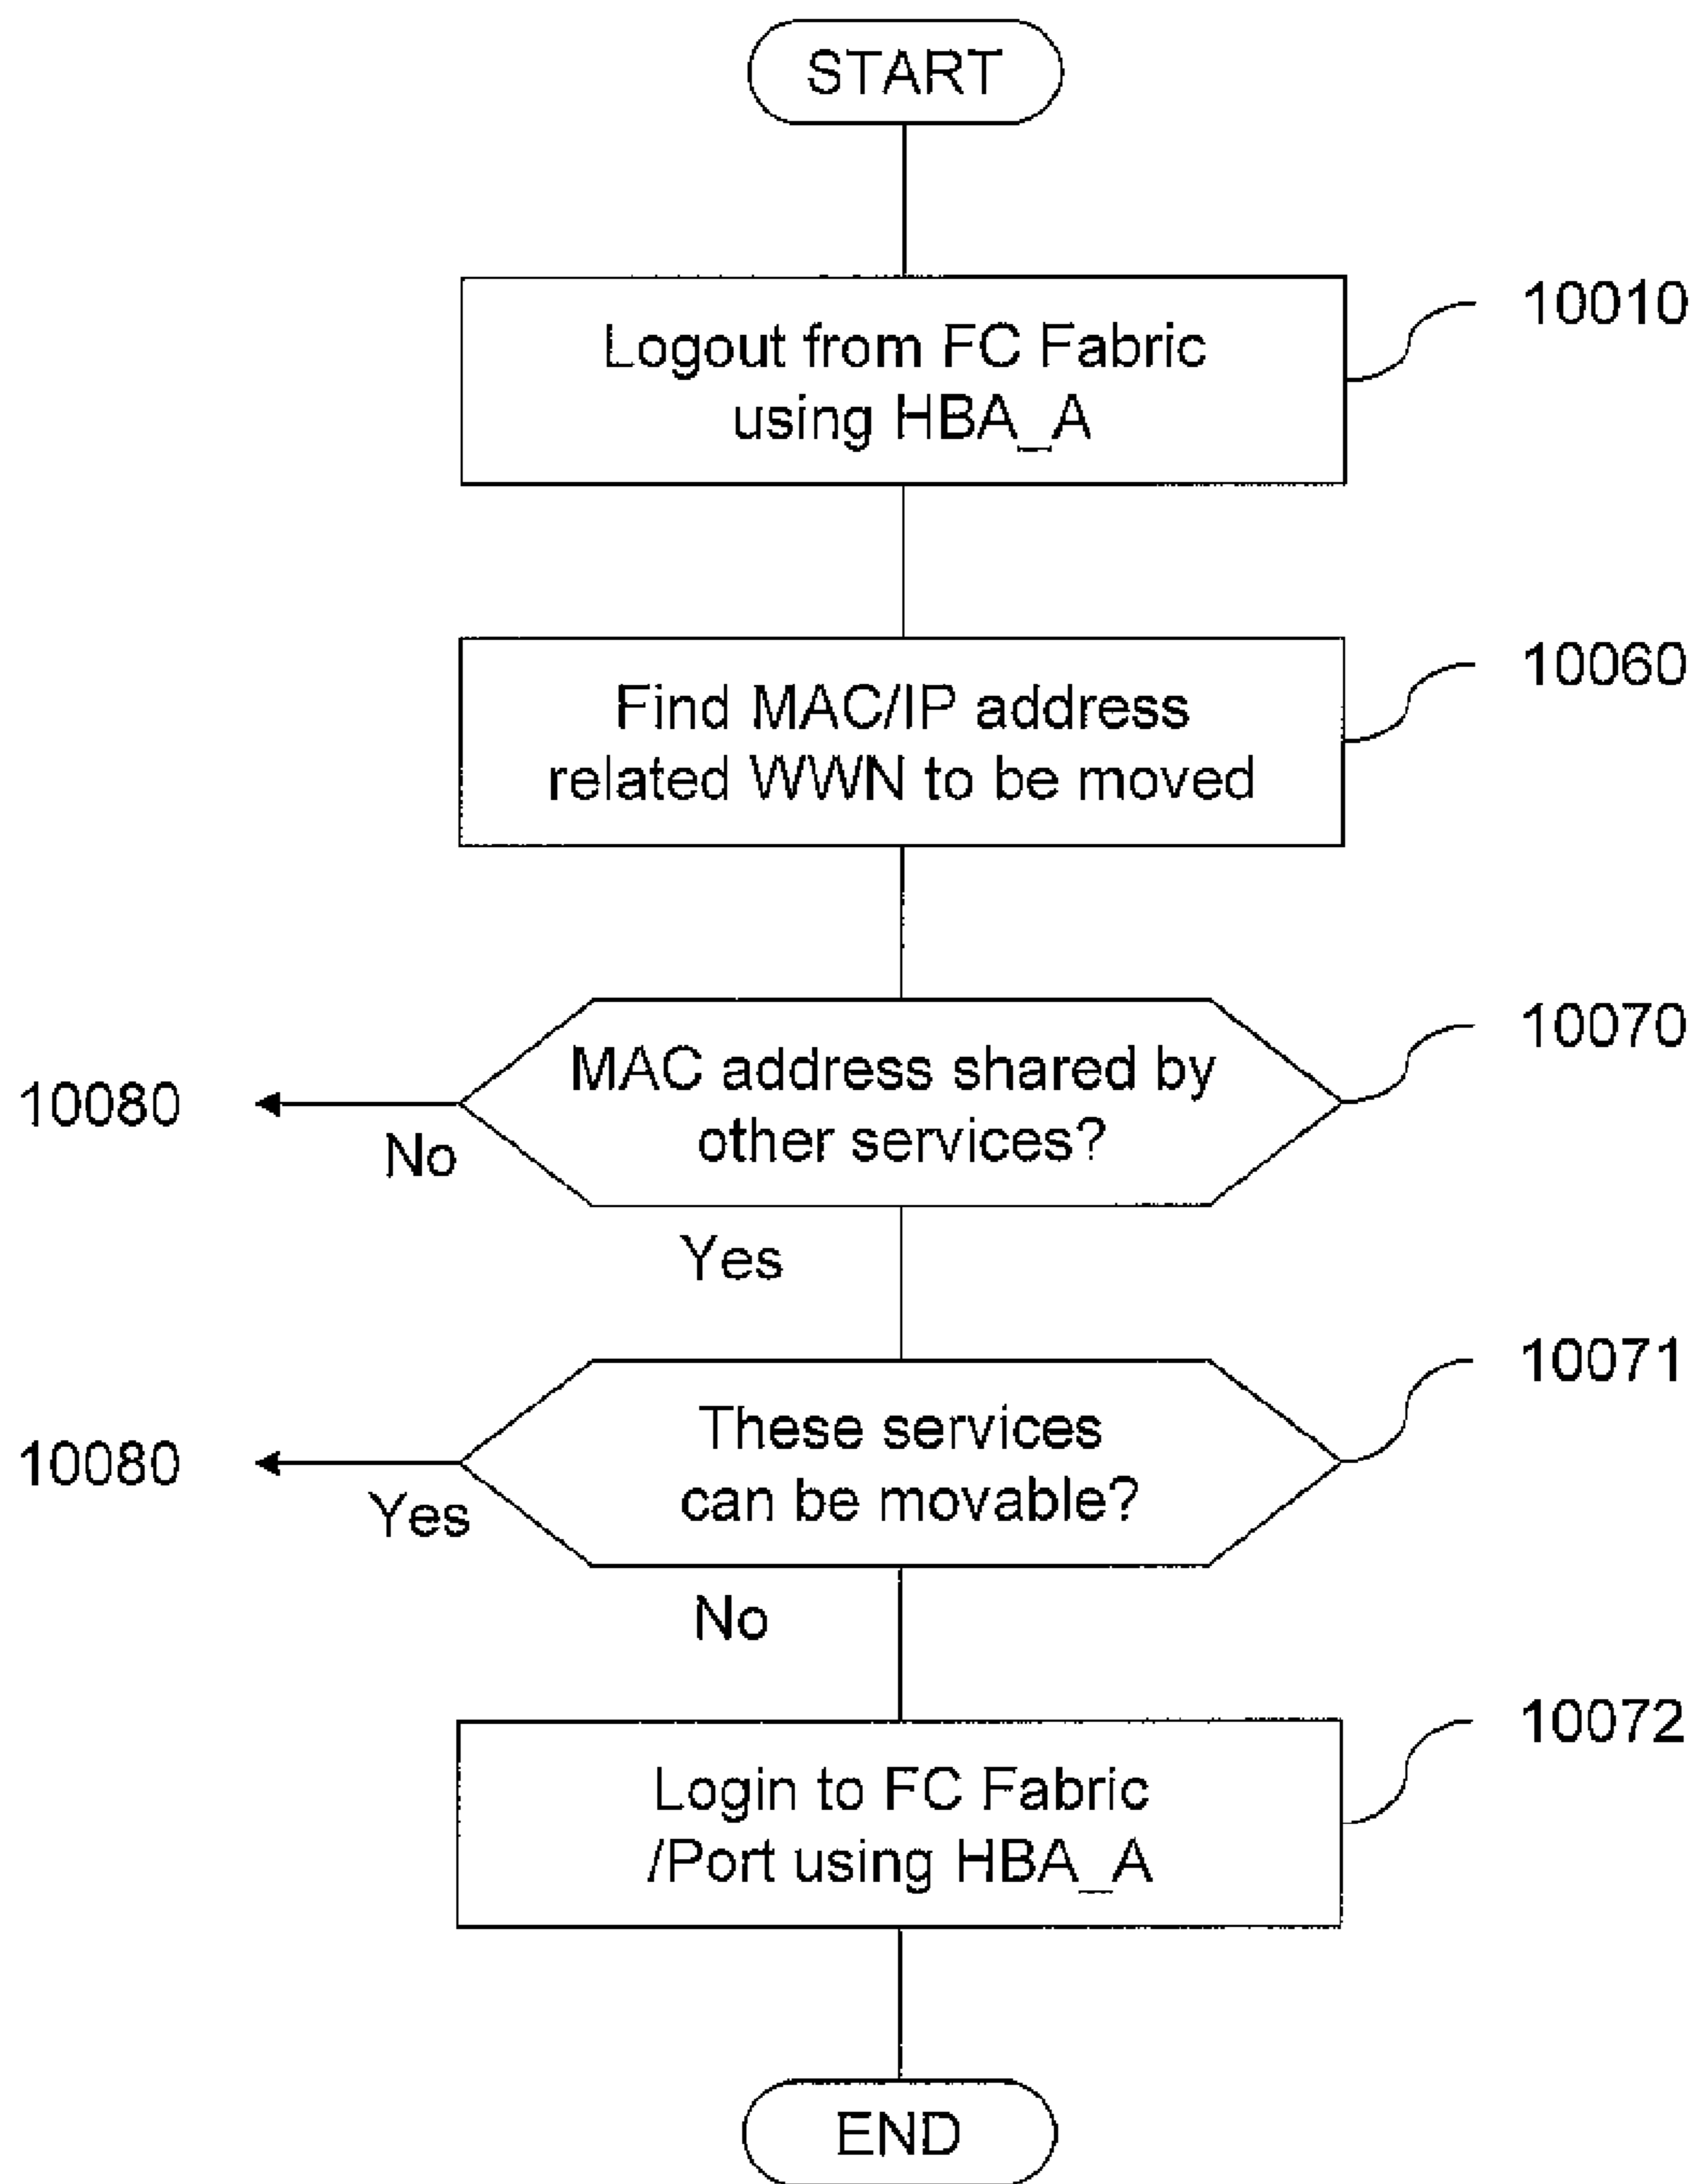 START
Logout from FC Fabric
using HBA_A
10010
Find MAC/IP address
related WWN to be moved
10060
MAC address shared by
other services?
10070
10080
No
Yes
These services
can be movable?
10071
10080
Yes
No
Login to FC Fabric
/Port using HBA_A
10072
END